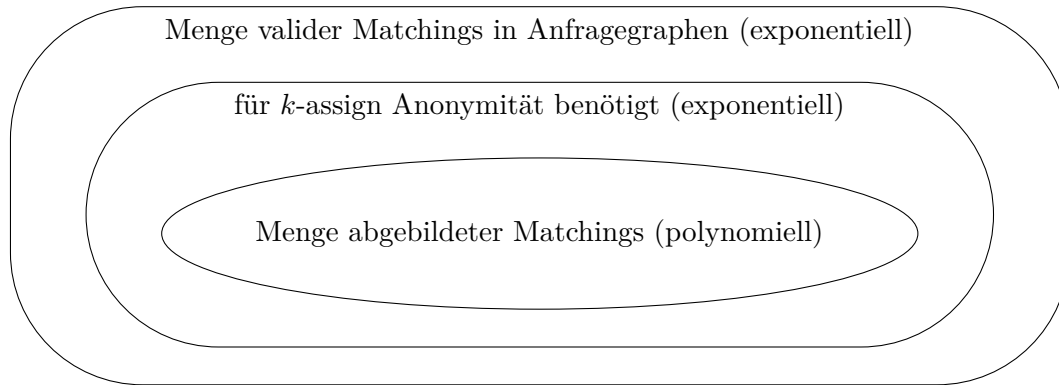 Menge valider Matchings in Anfragegraphen (exponentiell)
für k-assign Anonymität benötigt (exponentiell)
Menge abgebildeter Matchings (polynomiell)